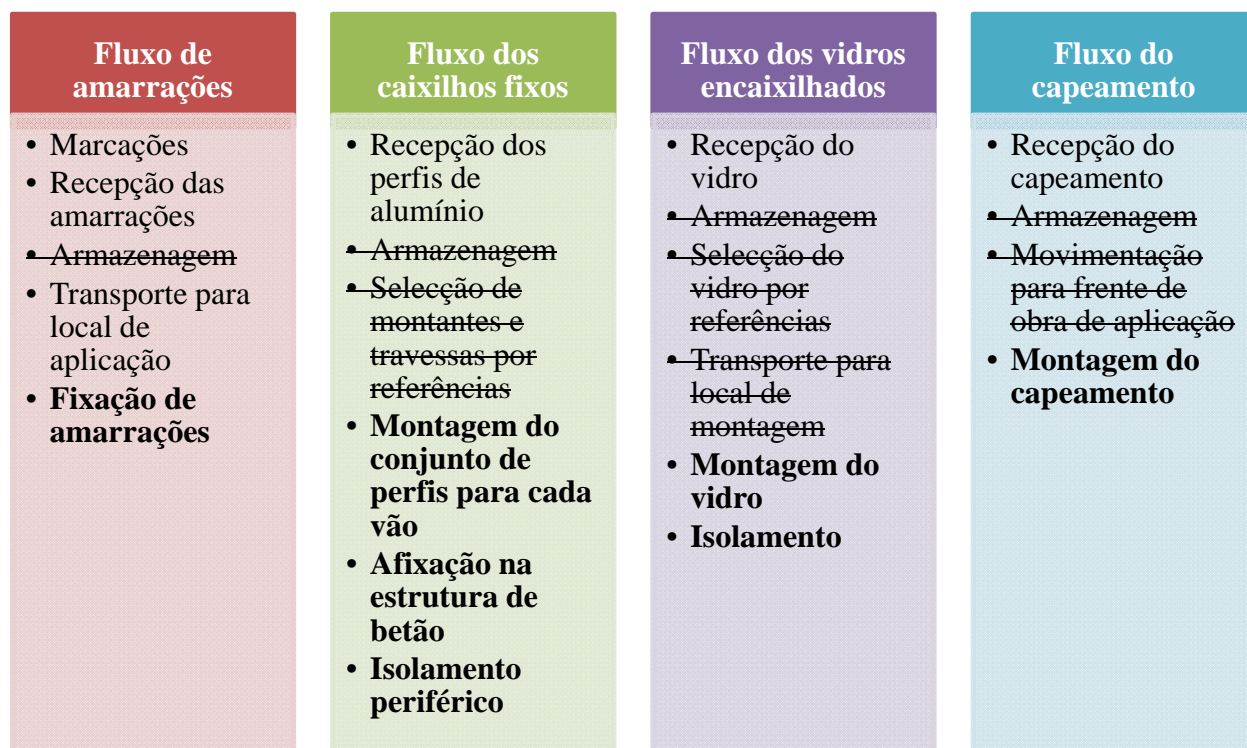 Fluxo de
amarrações
• Marcações
• Recepção das
amarrações
• Armazenagem
• Transporte para
local de
aplicação
• Fixação de
amarrações
Fluxo dos
caixilhos fixos
• Recepção dos
perfis de
alumínio
• Armazenagem
• Selecção de
montantes e
travessas por
referências
• Montagem do
conjunto de
perfis para cada
vão
• Afixação na
estrutura de
betão
• Isolamento
periférico
Fluxo dos vidros
encaixilhados
• Recepção do
vidro
• Armazenagem
• Selecção do
vidro por
referências
• Transporte para
local de
montagem
• Montagem do
vidro
• Isolamento
Fluxo do
capeamento
• Recepção do
capeamento
• Armazenagem
• Movimentação
para frente de
obra de aplicação
• Montagem do
capeamento